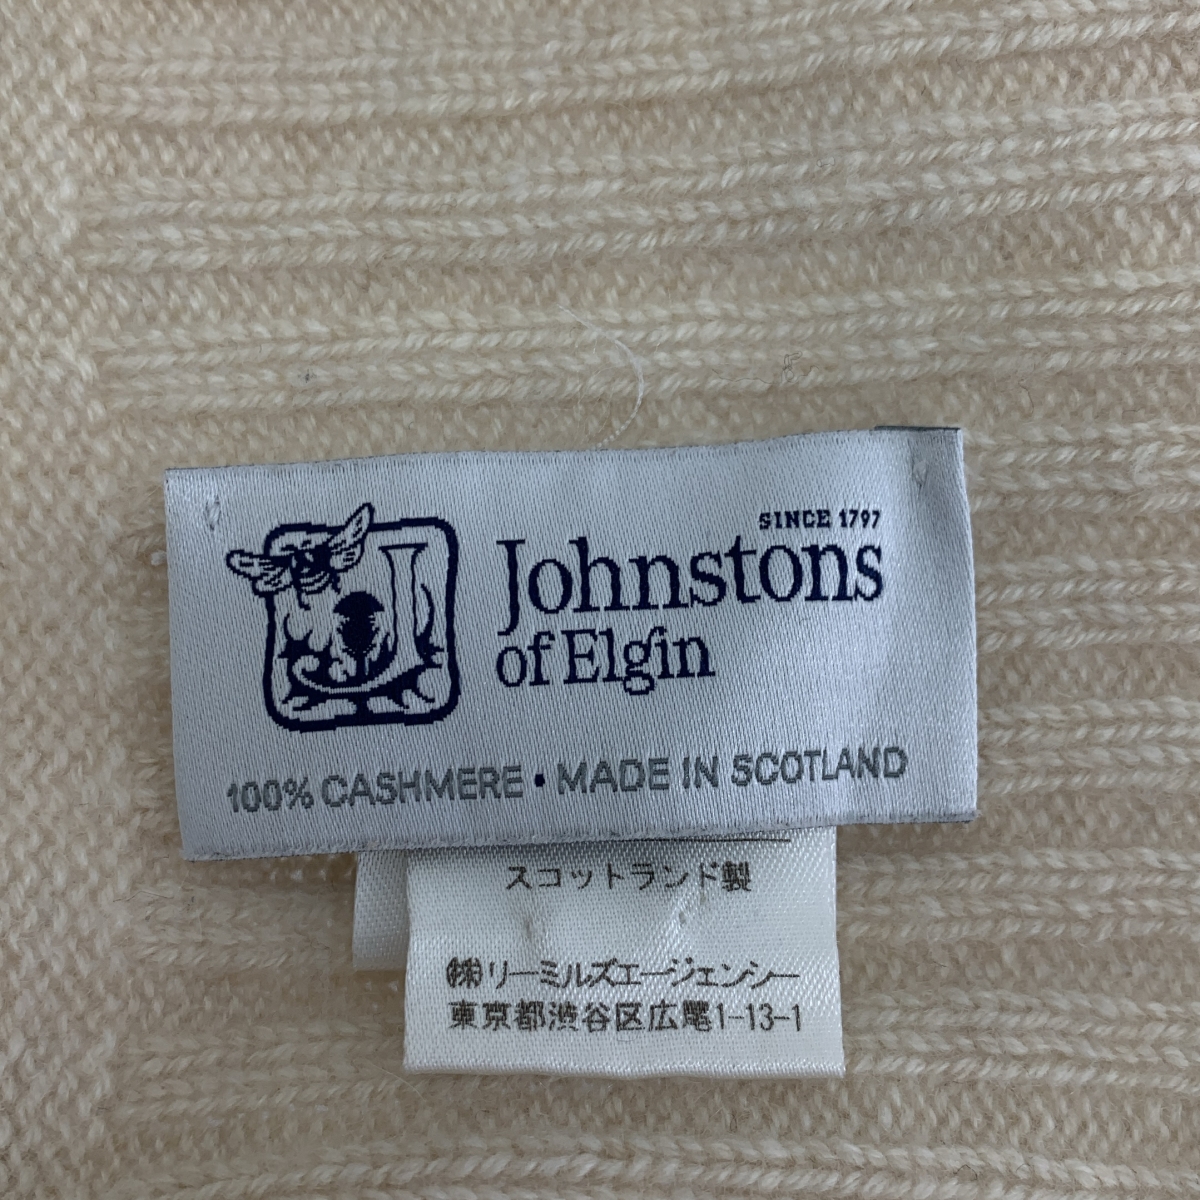 SINCE 1797
Johnstons
of Elgin
100% CASHMERE • MADE IN SCOTLAND
スコットランド製
㈱リーミルズエージェンシー
東京都渋谷区広尾1-13-1